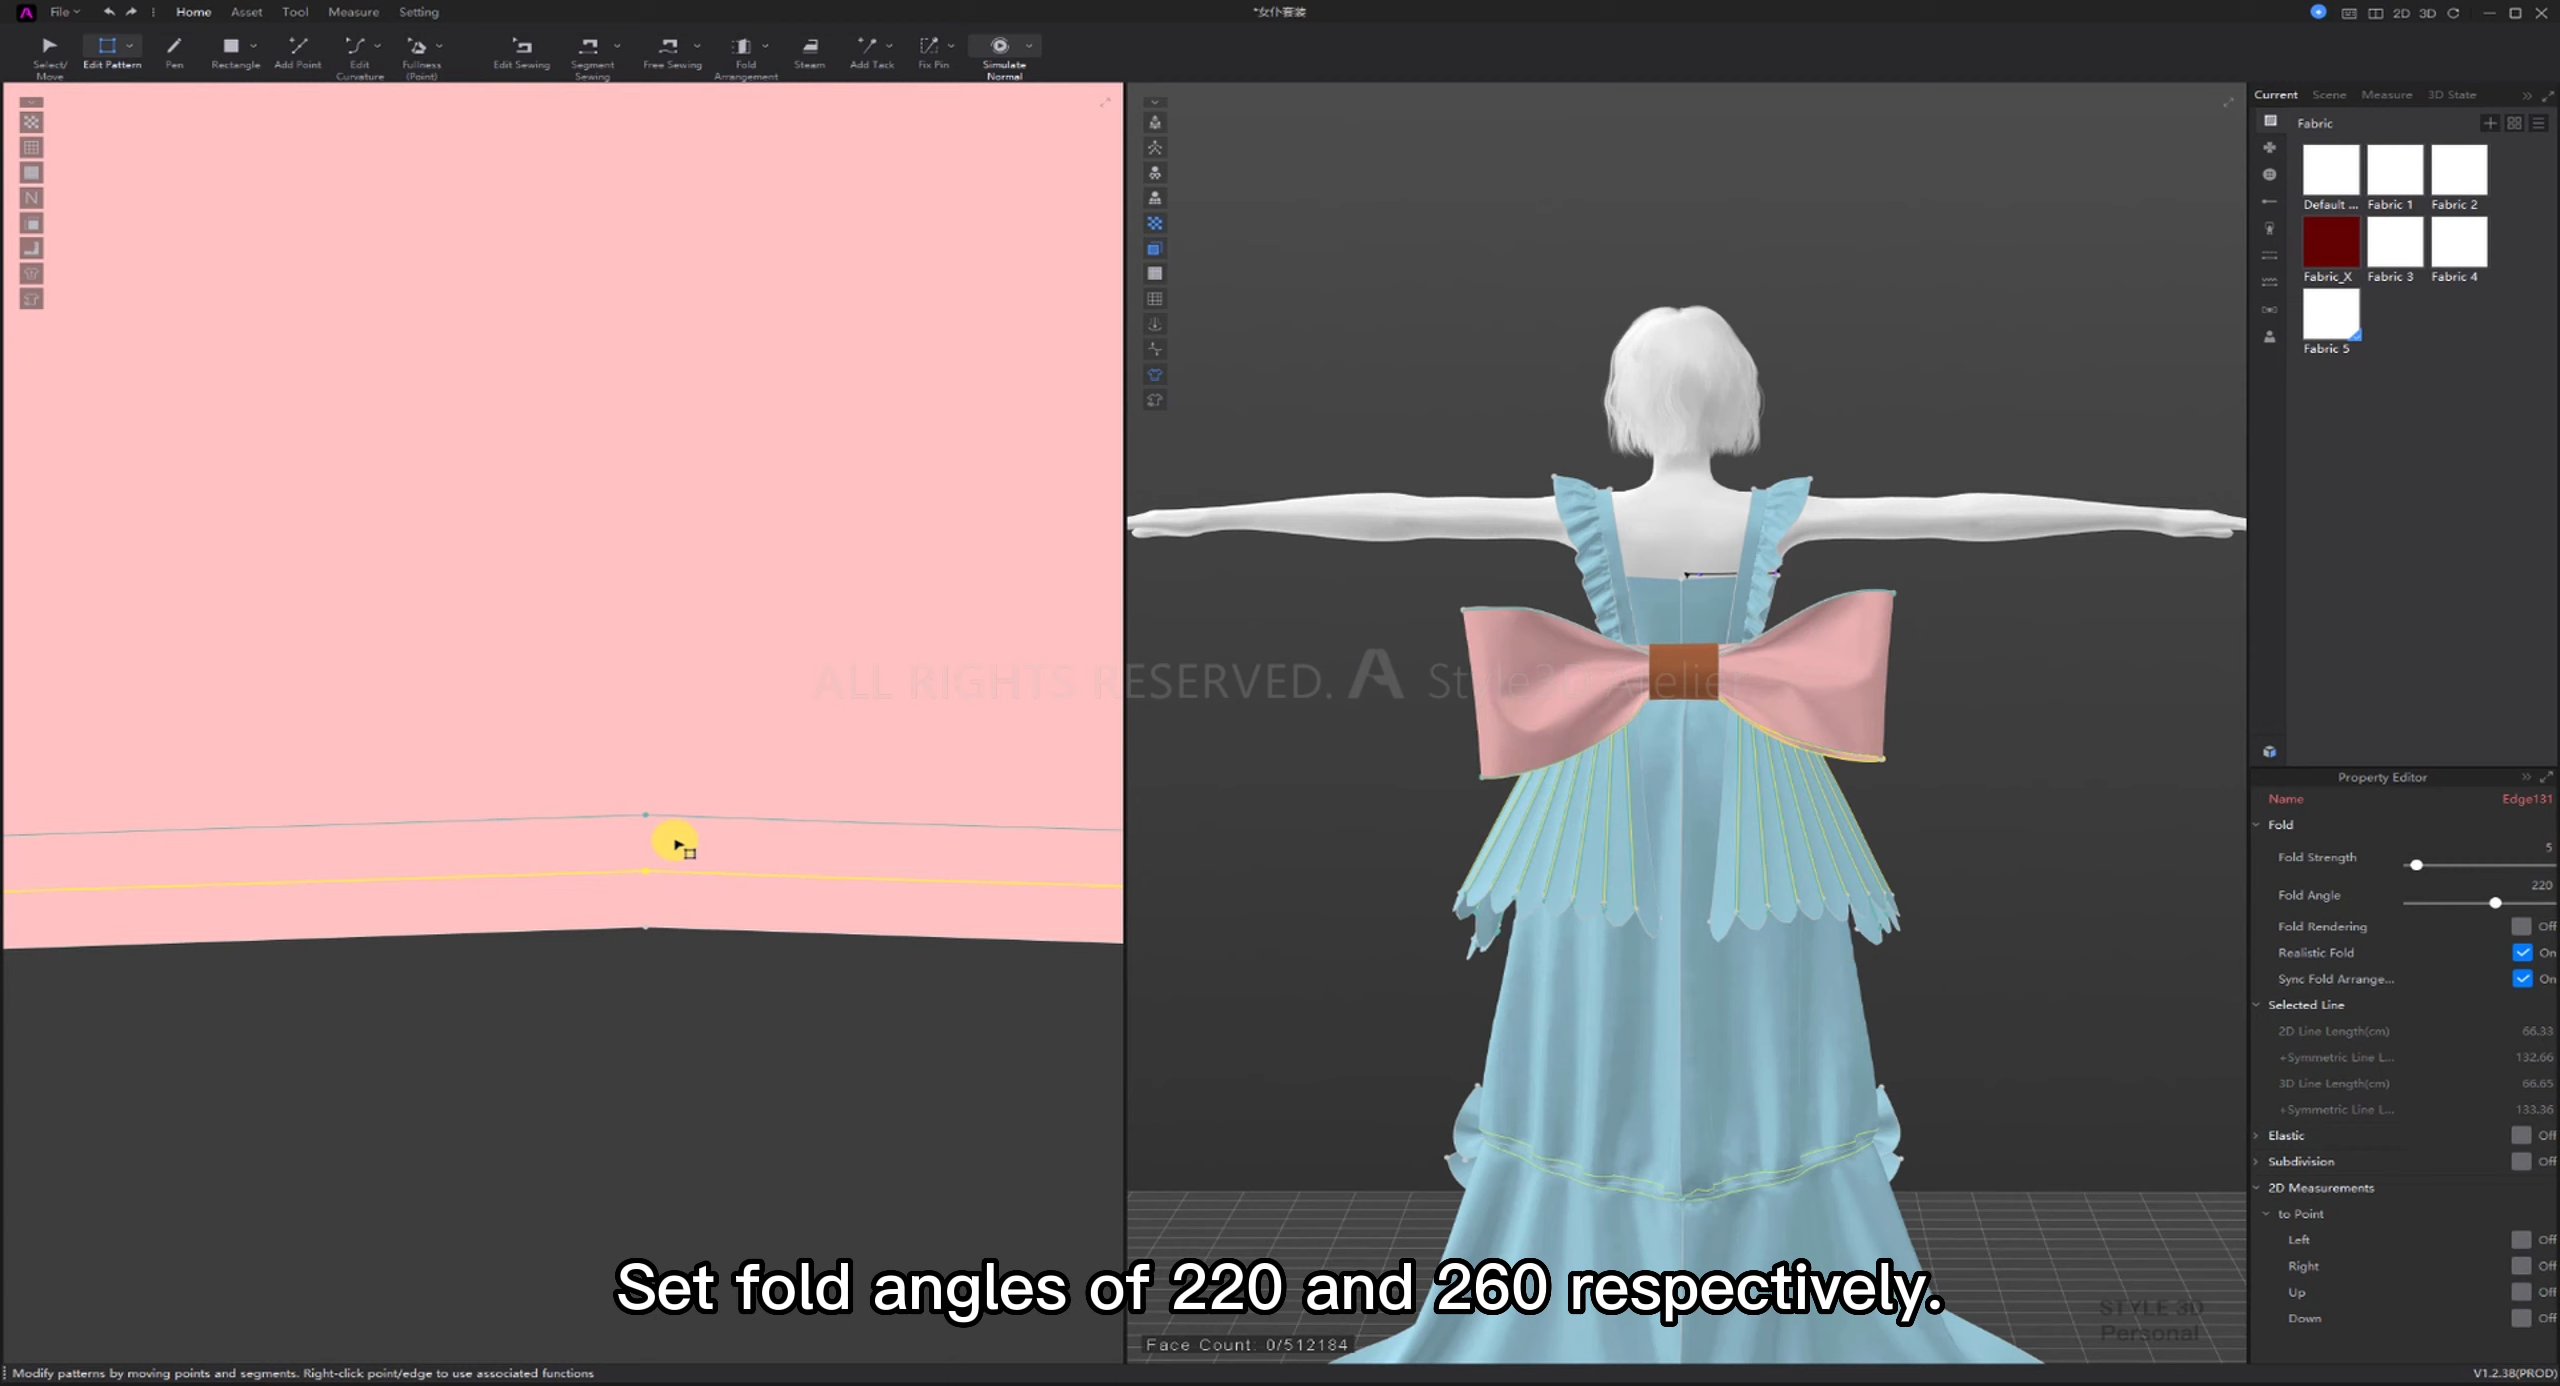 File Home Asset Tool Measure Setting
*女仆套装
2D 3D
Select/ Move
Edit Pattern
Pen
Rectangle
Add Point
Edit Curvature
Fullness (Point)
Edit Sewing
Segment Sewing
Free Sewing
Fold Arrangement
Steam
Add Tack
Fix Pin
Simulate Normal
Current Scene Measure 3D State
Fabric
Default ... Fabric 1 Fabric 2
Fabric_X Fabric 3 Fabric 4
Fabric 5
ALL RIGHTS RESERVED. Style3D Atelier
Property Editor
Name Edge131
Fold
Fold Strength 5
Fold Angle 220
Fold Rendering Off
Realistic Fold On
Sync Fold Arrange... On
Selected Line
2D Line Length(cm) 66.33
+Symmetric Line L... 132.66
3D Line Length(cm) 66.65
+Symmetric Line L... 133.36
Elastic Off
Subdivision Off
2D Measurements
to Point
Left Off
Right Off
Up Off
Down Off
Set fold angles of 220 and 260 respectively.
STYLE 3D
Personal
Face Count: 0/512184
Modify patterns by moving points and segments. Right-click point/edge to use associated functions
V1.2.38(PROD)